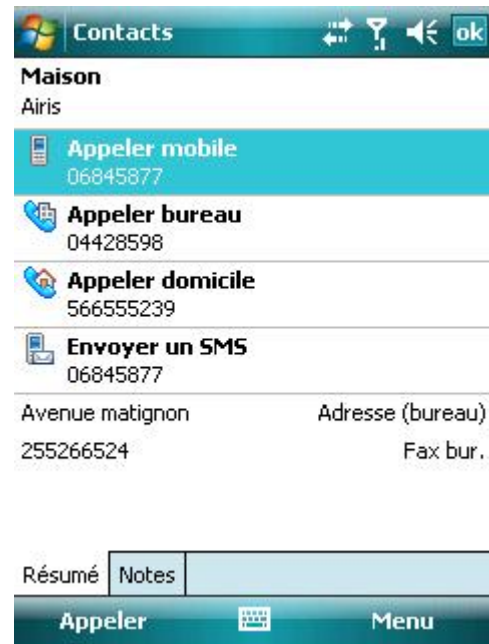 Contacts
ok
Maison
Airis
Appeler mobile
06845877
Appeler bureau
04428598
Appeler domicile
566555239
Envoyer un SMS
06845877
Avenue matignon Adresse (bureau)
255266524 Fax bur.
Résumé Notes
Appeler Menu